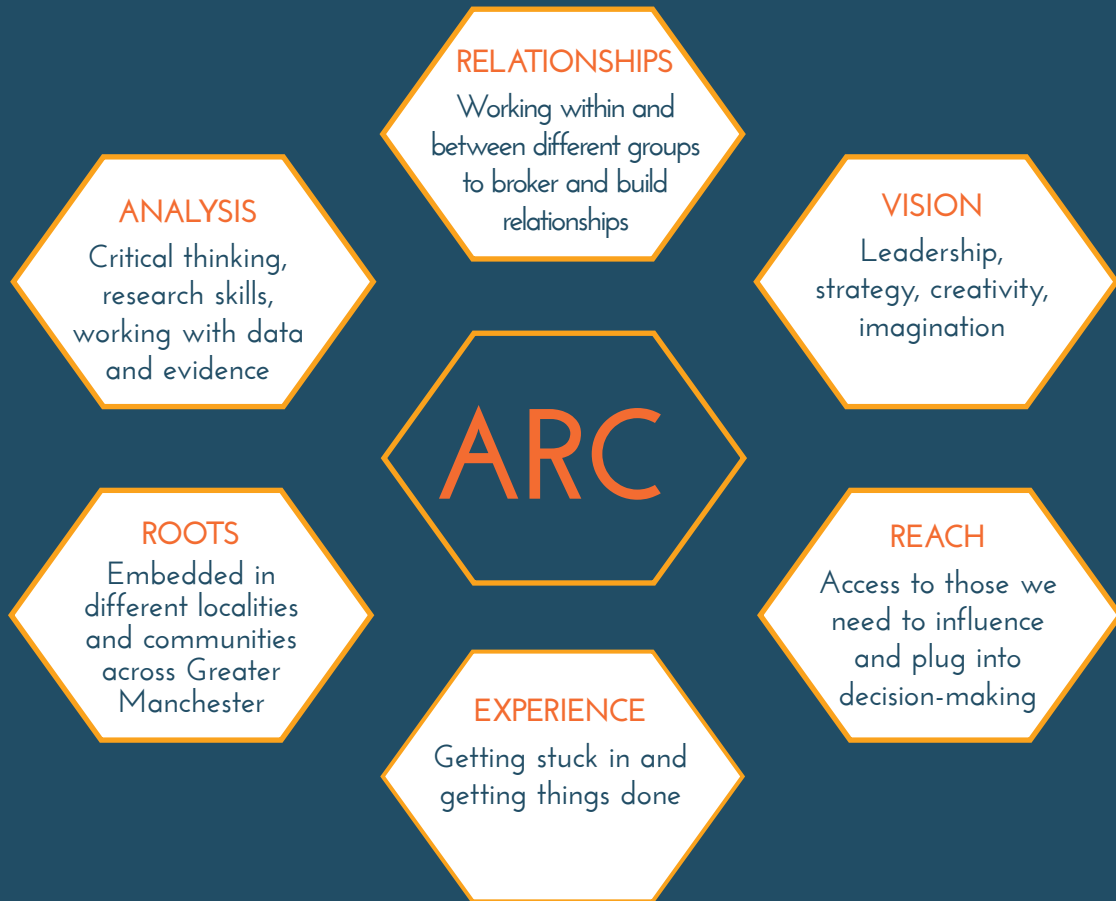 RELATIONSHIPS
Working within and
between different groups
to broker and build
relationships
ANALYSIS
Critical thinking,
research skills,
working with data
and evidence
VISION
Leadership,
strategy, creativity,
imagination
ARC
ROOTS
Embedded in
different localities
and communities
across Greater
Manchester
REACH
Access to those we
need to influence
and plug into
decision-making
EXPERIENCE
Getting stuck in and
getting things done